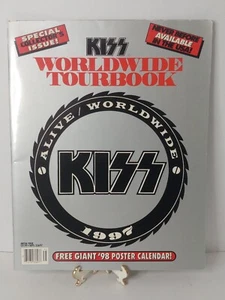 SPECIAL
COLLECTOR'S
ISSUE!
NEVER BEFORE
AVAILABLE
IN THE USA!
KISS
WORLDWIDE
TOURBOOK
ALIVE/WORLDWIDE
KISS
1997
FREE GIANT '98 POSTER CALENDAR!